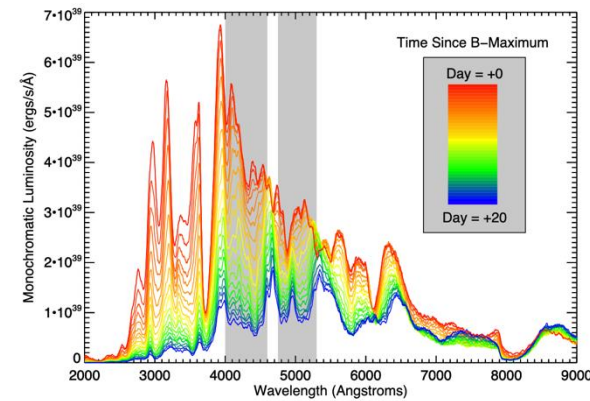 7•10³⁹
6•10³⁹
5•10³⁹
4•10³⁹
3•10³⁹
2•10³⁹
1•10³⁹
0
Monochromatic Luminosity (ergs/s/Å)
Time Since B−Maximum
Day = +0
Day = +20
2000 3000 4000 5000 6000 7000 8000 9000
Wavelength (Angstroms)